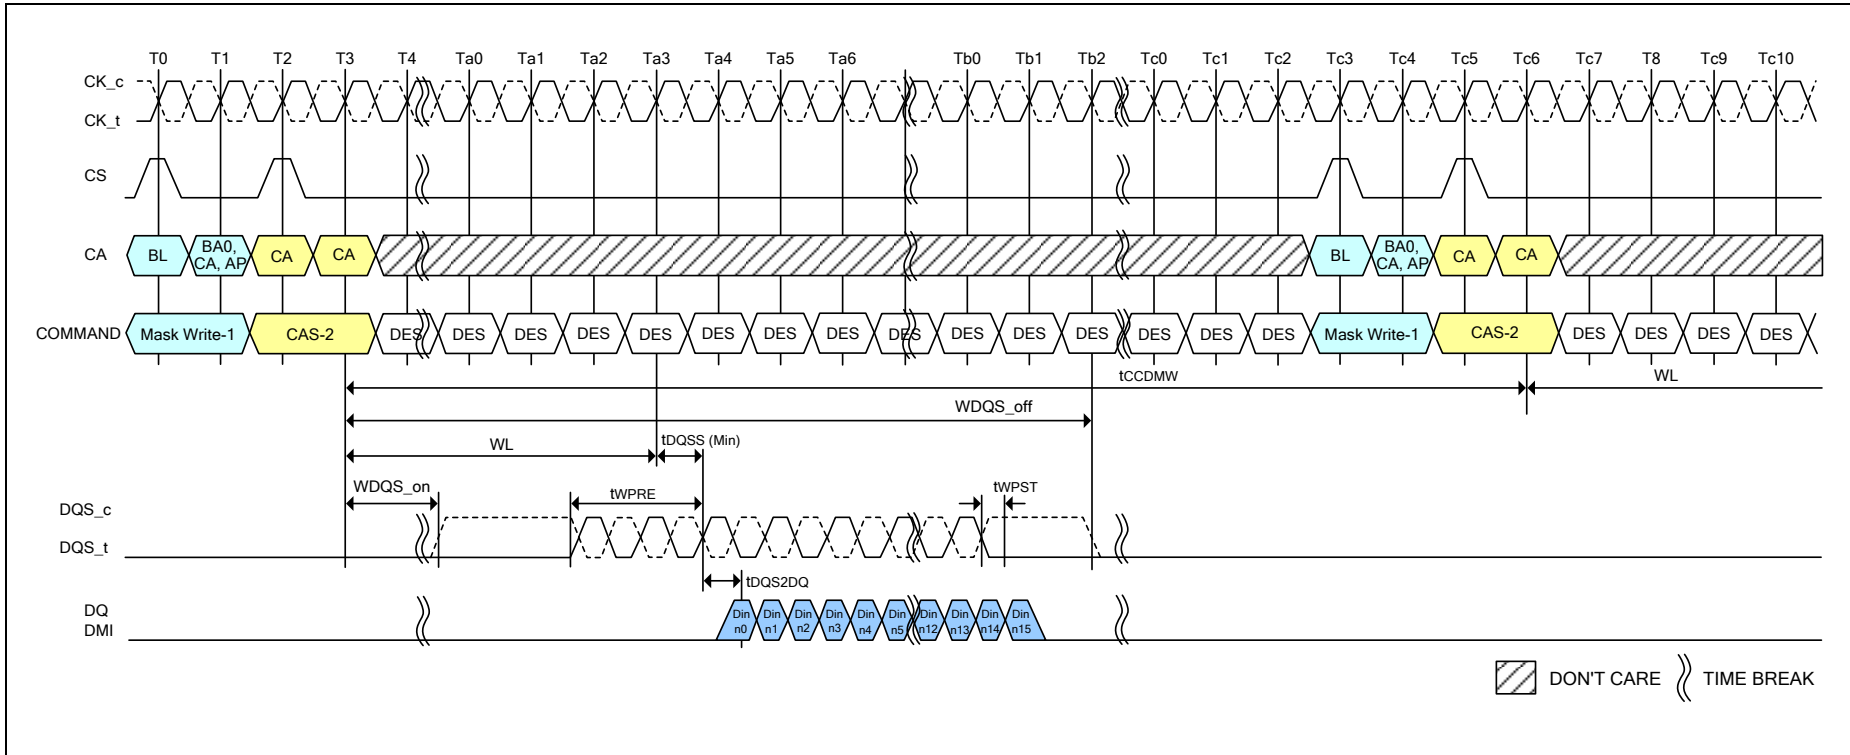 T0 T1 T2 T3 T4 Ta0 Ta1 Ta2 Ta3 Ta4 Ta5 Ta6 Tb0 Tb1 Tb2 Tc0 Tc1 Tc2 Tc3 Tc4 Tc5 Tc6 Tc7 T8 Tc9 Tc10
CK_c
CK_t
CS
CA BL BA0, CA, AP CA CA BL BA0, CA, AP CA CA
COMMAND Mask Write-1 CAS-2 DES DES DES DES DES DES DES DES DES DES DES DES DES DES DES Mask Write-1 CAS-2 DES DES DES DES
tCCDMW WL
WDQS_off
WL tDQSS (Min)
WDQS_on tWPRE tWPST
DQS_c
DQS_t
tDQS2DQ
DQ
DMI
Din n0 Din n1 Din n2 Din n3 Din n4 Din n5 Din n12 Din n13 Din n14 Din n15
DON'T CARE TIME BREAK